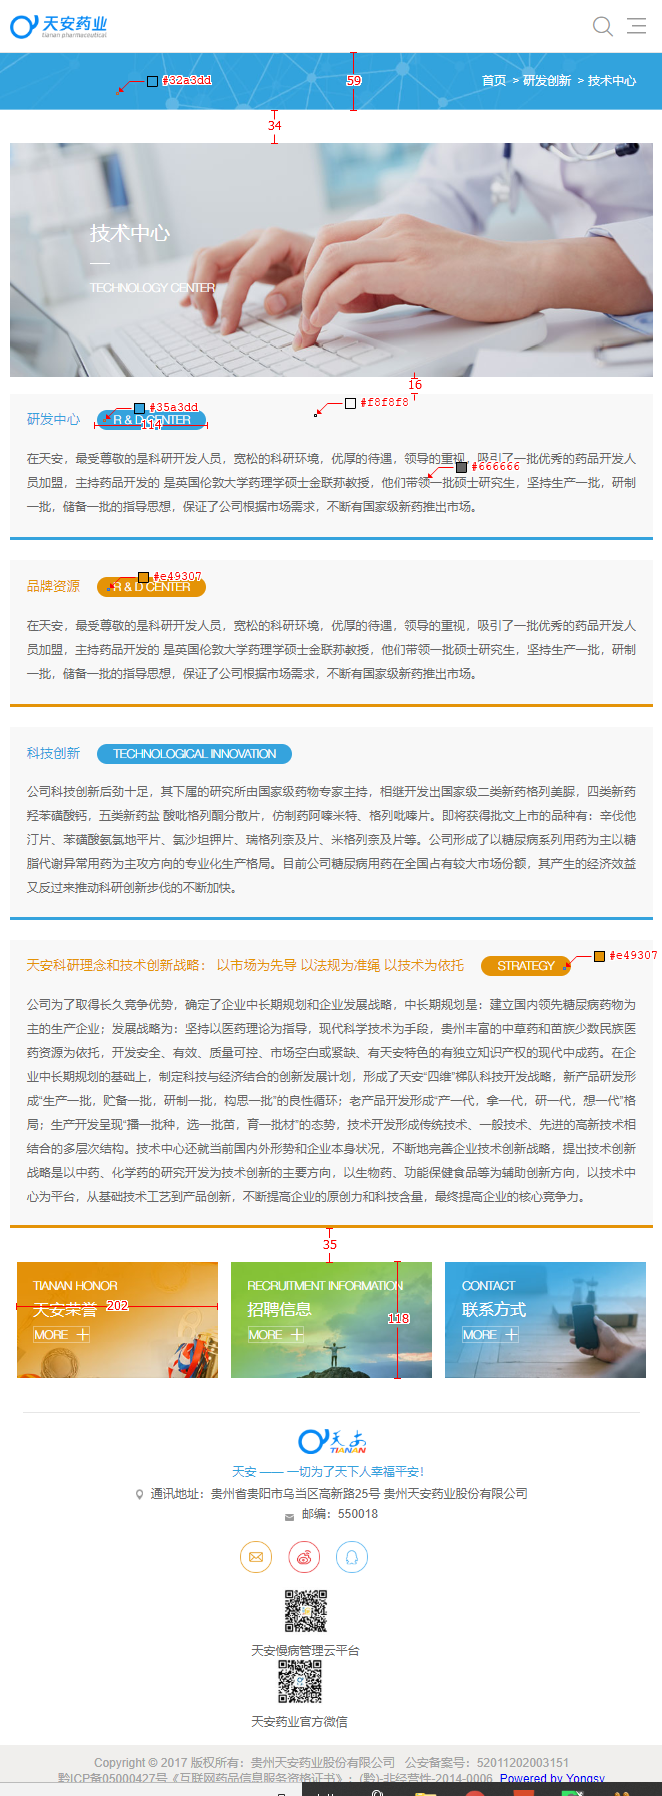 天安药业
tianan pharmaceutical
#32a3dd
59
首页 > 研发创新 > 技术中心
34
技术中心
TECHNOLOGY CENTER
16
研发中心
R & D CENTER
#35a3dd
114
#f8f8f8
在天安，最受尊敬的是科研开发人员，宽松的科研环境，优厚的待遇，领导的重视，吸引了一批优秀的药品开发人
员加盟，主持药品开发的 是英国伦敦大学药理学硕士金联荪教授，他们带领一批硕士研究生，坚持生产一批，研制
一批，储备一批的指导思想，保证了公司根据市场需求，不断有国家级新药推出市场。
#666666
品牌资源
R & D CENTER
#e49307
在天安，最受尊敬的是科研开发人员，宽松的科研环境，优厚的待遇，领导的重视，吸引了一批优秀的药品开发人
员加盟，主持药品开发的 是英国伦敦大学药理学硕士金联荪教授，他们带领一批硕士研究生，坚持生产一批，研制
一批，储备一批的指导思想，保证了公司根据市场需求，不断有国家级新药推出市场。
科技创新
TECHNOLOGICAL INNOVATION
公司科技创新后劲十足，其下属的研究所由国家级药物专家主持，相继开发出国家级二类新药格列美脲，四类新药
羟苯磺酸钙，五类新药盐 酸吡格列酮分散片，仿制药阿嗪米特、格列吡嗪片。即将获得批文上市的品种有：辛伐他
汀片、苯磺酸氨氯地平片、氯沙坦钾片、瑞格列奈及片、米格列奈及片等。公司形成了以糖尿病系列用药为主以糖
脂代谢异常用药为主攻方向的专业化生产格局。目前公司糖尿病用药在全国占有较大市场份额，其产生的经济效益
又反过来推动科研创新步伐的不断加快。
天安科研理念和技术创新战略： 以市场为先导 以法规为准绳 以技术为依托
STRATEGY
#e49307
公司为了取得长久竞争优势，确定了企业中长期规划和企业发展战略，中长期规划是：建立国内领先糖尿病药物为
主的生产企业；发展战略为：坚持以医药理论为指导，现代科学技术为手段，贵州丰富的中草药和苗族少数民族医
药资源为依托，开发安全、有效、质量可控、市场空白或紧缺、有天安特色的有独立知识产权的现代中成药。在企
业中长期规划的基础上，制定科技与经济结合的创新发展计划，形成了天安“四维”梯队科技开发战略，新产品研发形
成“生产一批，贮备一批，研制一批，构思一批”的良性循环；老产品开发形成“产一代，拿一代，研一代，想一代”格
局；生产开发呈现“播一批种，选一批苗，育一批材”的态势，技术开发形成传统技术、一般技术、先进的高新技术相
结合的多层次结构。技术中心还就当前国内外形势和企业本身状况，不断地完善企业技术创新战略，提出技术创新
战略是以中药、化学药的研究开发为技术创新的主要方向，以生物药、功能保健食品等为辅助创新方向，以技术中
心为平台，从基础技术工艺到产品创新，不断提高企业的原创力和科技含量，最终提高企业的核心竞争力。
35
TIANAN HONOR
天安荣誉
202
MORE
RECRUITMENT INFORMATION
招聘信息
118
MORE
CONTACT
联系方式
MORE
天安
TIANAN
天安 —— 一切为了天下人幸福平安!
通讯地址：贵州省贵阳市乌当区高新路25号 贵州天安药业股份有限公司
邮编：550018
天安慢病管理云平台
天安药业官方微信
Copyright © 2017 版权所有：贵州天安药业股份有限公司 公安备案号：52011202003151
黔ICP备05000427号《互联网药品信息服务资格证书》：(黔)-非经营性-2014-0006 Powered by Yongsy